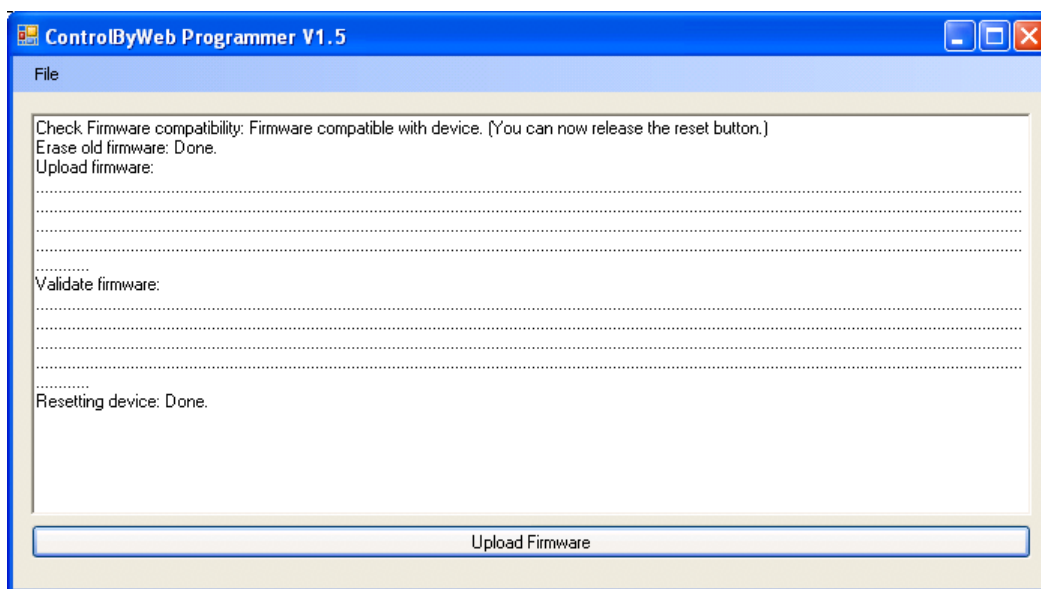 ControlByWeb Programmer V1.5
File
Check Firmware compatibility: Firmware compatible with device. (You can now release the reset button.)
Erase old firmware: Done.
Upload firmware:
Validate firmware:
Resetting device: Done.
Upload Firmware